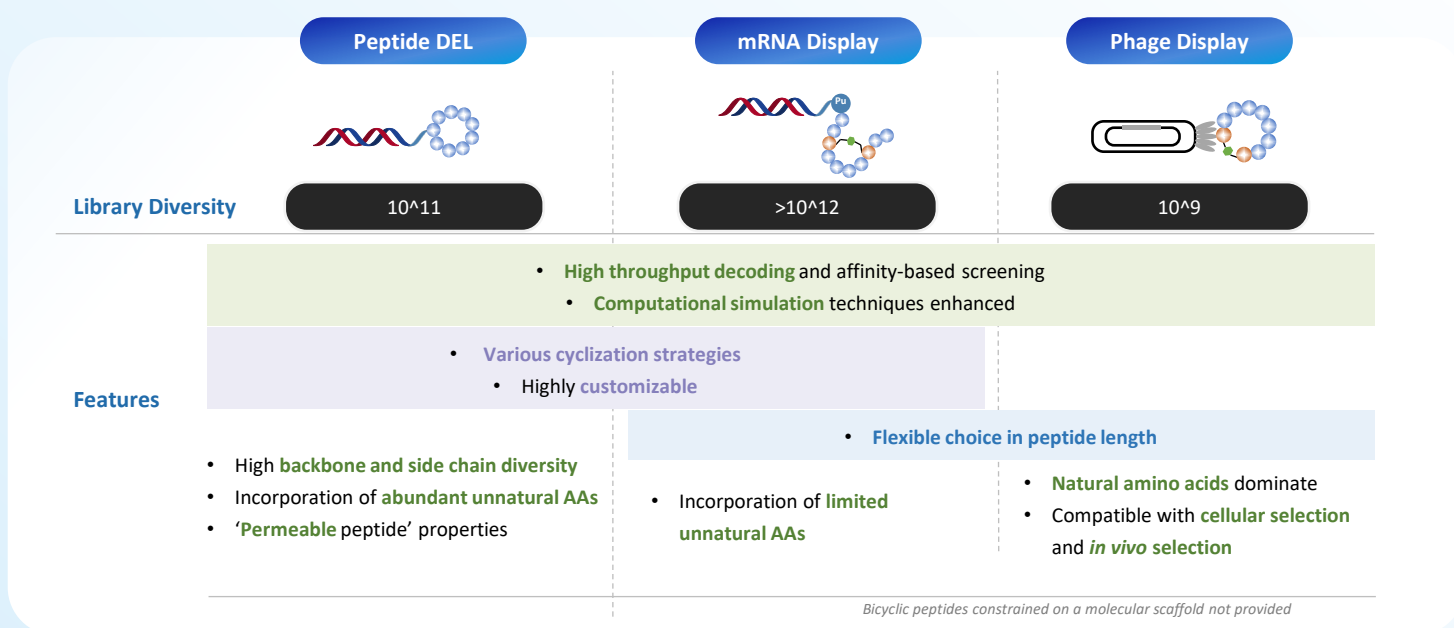 Peptide DEL
mRNA Display
Phage Display
Pu
Library Diversity
10^11
>10^12
10^9
• High throughput decoding and affinity-based screening
• Computational simulation techniques enhanced
• Various cyclization strategies
• Highly customizable
Features
• Flexible choice in peptide length
• High backbone and side chain diversity
• Incorporation of abundant unnatural AAs
• ‘Permeable peptide’ properties
• Incorporation of limited
unnatural AAs
• Natural amino acids dominate
• Compatible with cellular selection
and in vivo selection
Bicyclic peptides constrained on a molecular scaffold not provided